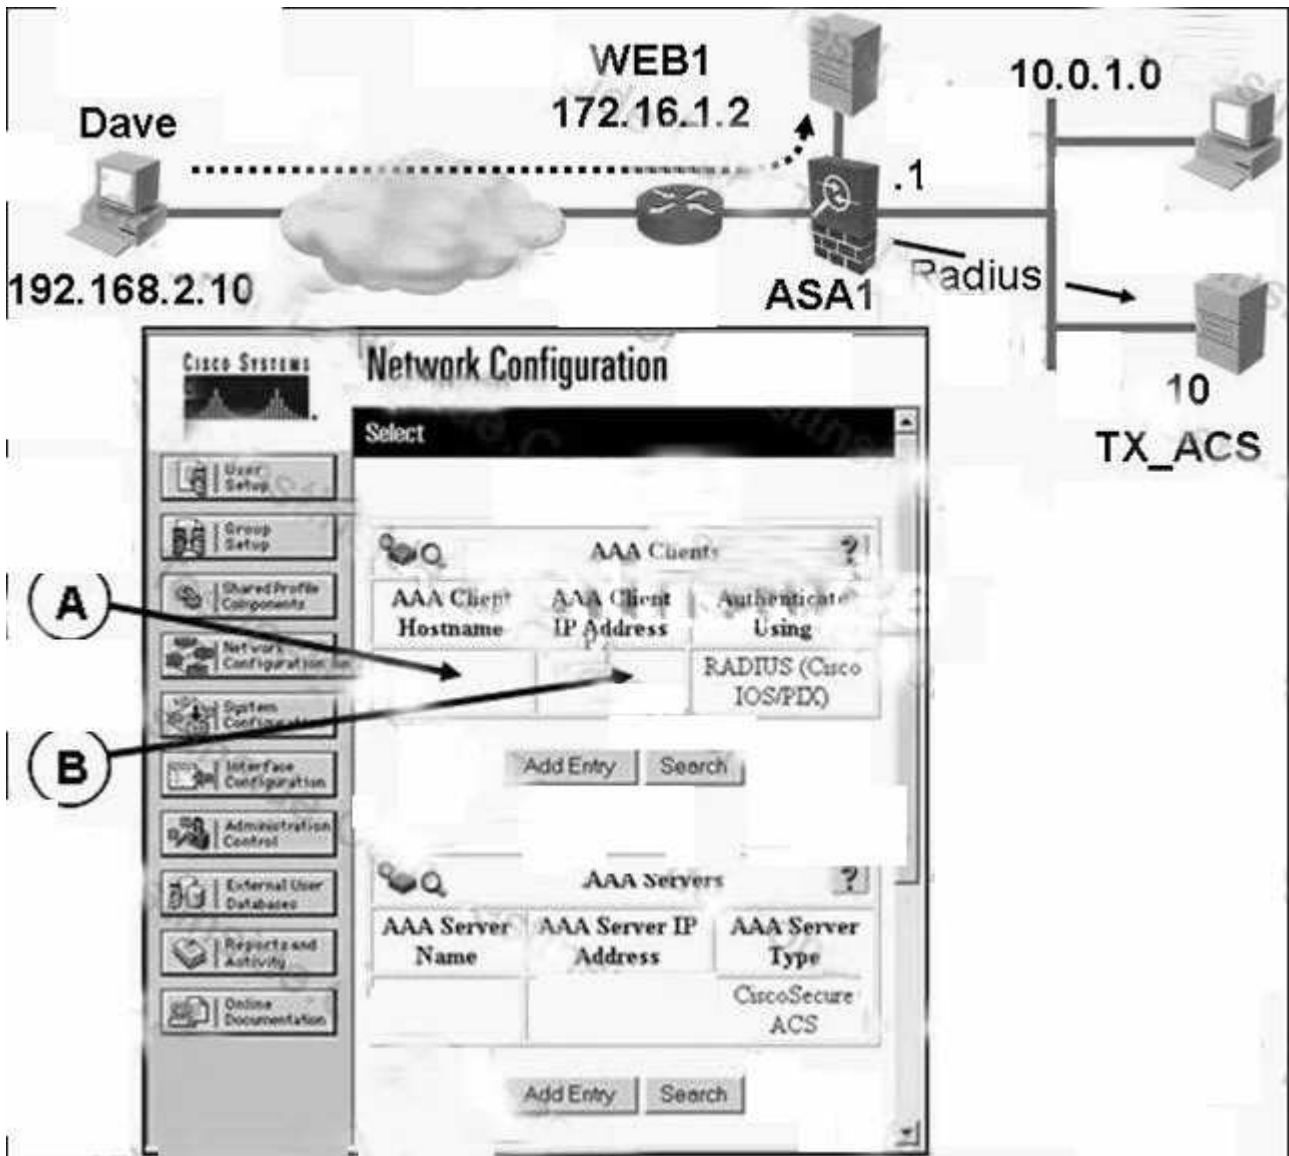 WEB1
172.16.1.2
10.0.1.0
Dave
.1
192.168.2.10
ASA1
Radius
10
TX_ACS
CISCO SYSTEMS
Network Configuration
Select
User Setup
Group Setup
Shared Profile Components
Network Configuration
System Configuration
Interface Configuration
Administration Control
External User Databases
Reports and Activity
Online Documentation
A
B
AAA Clients
?
AAA Client Hostname
AAA Client IP Address
Authenticate Using
RADIUS (Cisco IOS/PIX)
Add Entry
Search
AAA Servers
?
AAA Server Name
AAA Server IP Address
AAA Server Type
CiscoSecure ACS
Add Entry
Search